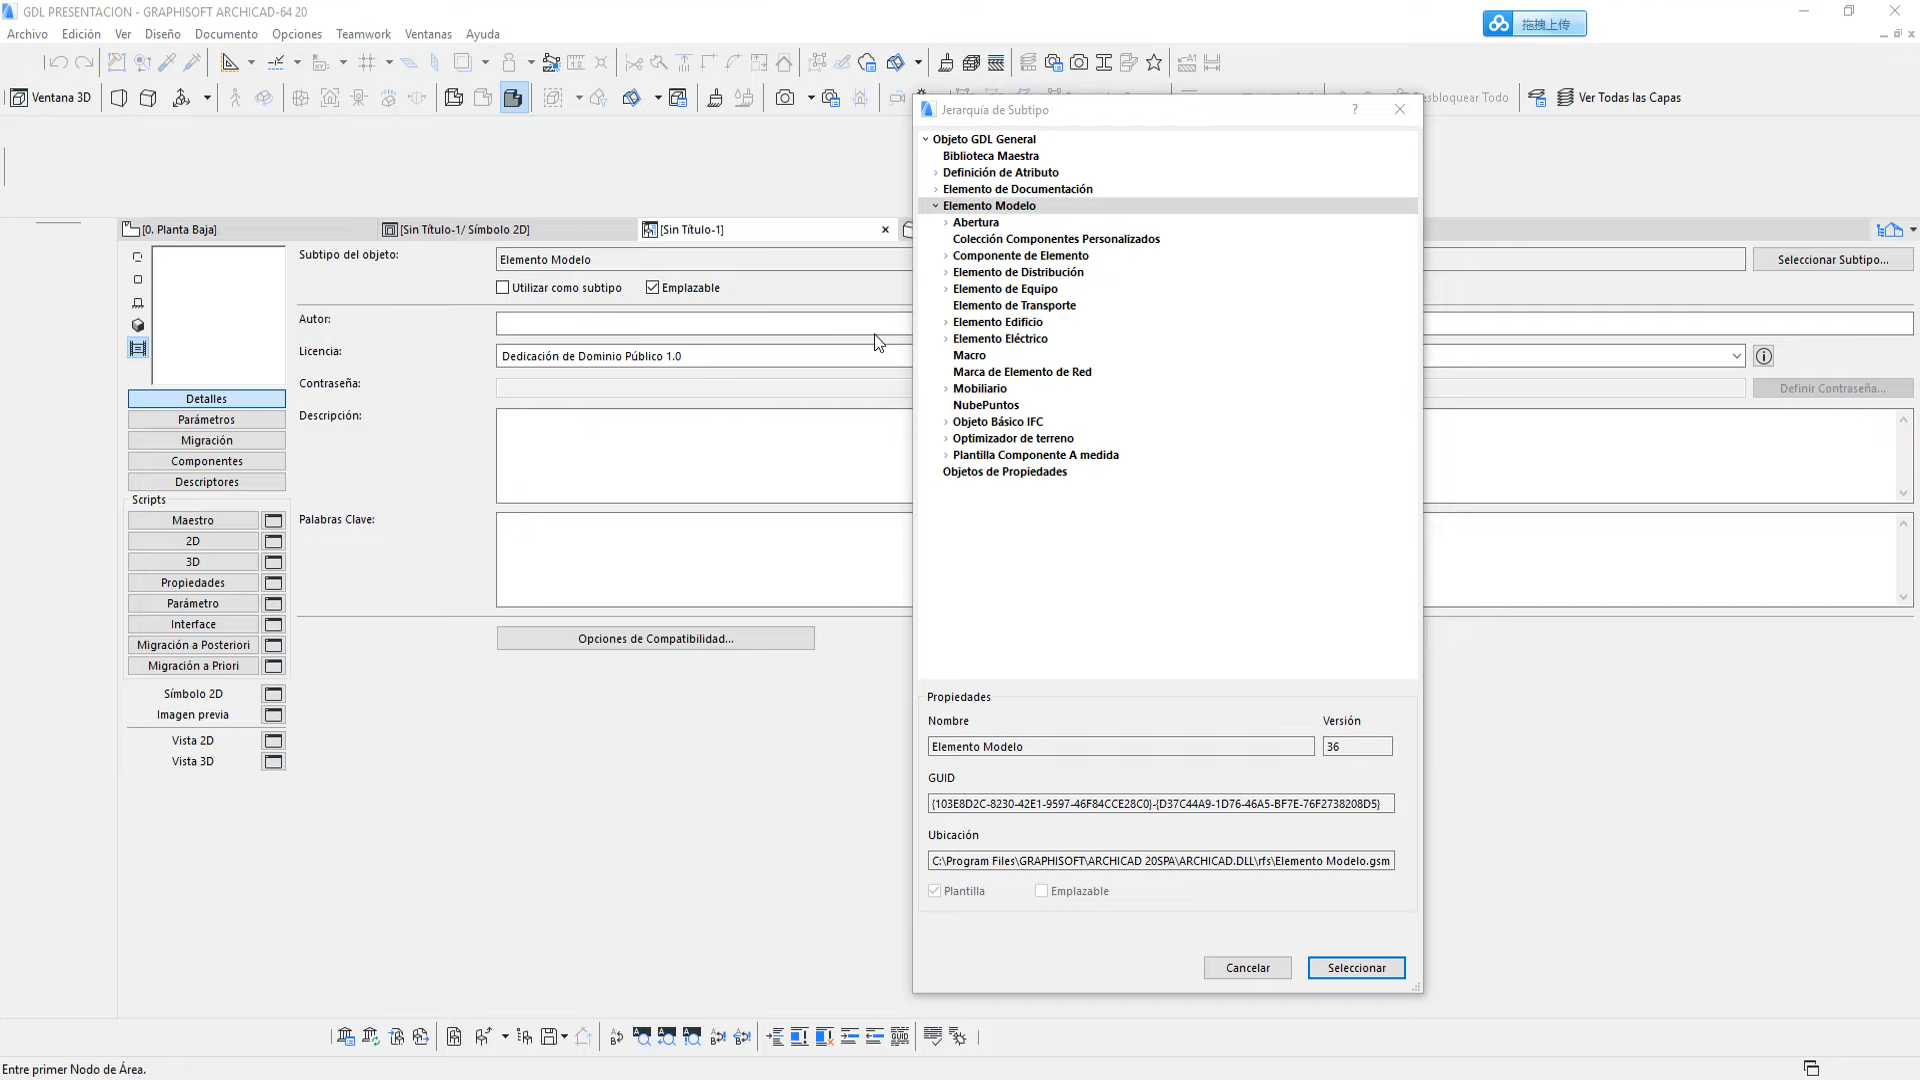 GDL PRESENTACION - GRAPHISOFT ARCHICAD-64 20
拖拽上传
Archivo Edición Ver Diseño Documento Opciones Teamwork Ventanas Ayuda
Ventana 3D
esbloquear Todo
Ver Todas las Capas
[0. Planta Baja]
[Sin Título-1/ Símbolo 2D]
[Sin Título-1]
Subtipo del objeto:
Elemento Modelo
Seleccionar Subtipo...
Utilizar como subtipo
Emplazable
Autor:
Licencia:
Dedicación de Dominio Público 1.0
Contraseña:
Definir Contraseña...
Descripción:
Palabras Clave:
Opciones de Compatibilidad...
Detalles
Parámetros
Migración
Componentes
Descriptores
Scripts
Maestro
2D
3D
Propiedades
Parámetro
Interface
Migración a Posteriori
Migración a Priori
Símbolo 2D
Imagen previa
Vista 2D
Vista 3D
Jerarquía de Subtipo
?
Objeto GDL General
Biblioteca Maestra
Definición de Atributo
Elemento de Documentación
Elemento Modelo
Abertura
Colección Componentes Personalizados
Componente de Elemento
Elemento de Distribución
Elemento de Equipo
Elemento de Transporte
Elemento Edificio
Elemento Eléctrico
Macro
Marca de Elemento de Red
Mobiliario
NubePuntos
Objeto Básico IFC
Optimizador de terreno
Plantilla Componente A medida
Objetos de Propiedades
Propiedades
Nombre Versión
Elemento Modelo 36
GUID
{103E8D2C-8230-42E1-9597-46F84CCE28C0}-{D37C44A9-1D76-46A5-BF7E-76F2738208D5}
Ubicación
C:\Program Files\GRAPHISOFT\ARCHICAD 20SPA\ARCHICAD.DLL\rfs\Elemento Modelo.gsm
Plantilla Emplazable
Cancelar Seleccionar
Entre primer Nodo de Área.